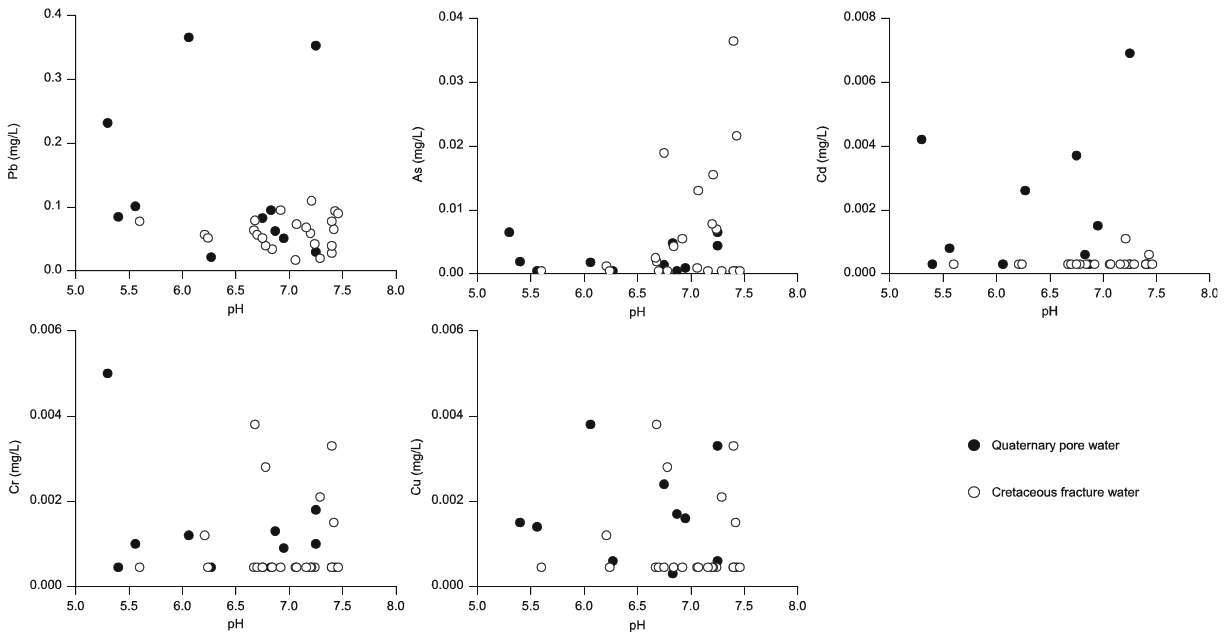 0.4
0.3
0.2
0.1
0.0
Pb (mg/L)
5.0 5.5 6.0 6.5 7.0 7.5 8.0
pH
0.04
0.03
0.02
0.01
0.00
As (mg/L)
5.0 5.5 6.0 6.5 7.0 7.5 8.0
pH
0.008
0.006
0.004
0.002
0.000
Cd (mg/L)
5.0 5.5 6.0 6.5 7.0 7.5 8.0
pH
0.006
0.004
0.002
0.000
Cr (mg/L)
5.0 5.5 6.0 6.5 7.0 7.5 8.0
pH
0.006
0.004
0.002
0.000
Cu (mg/L)
5.0 5.5 6.0 6.5 7.0 7.5 8.0
pH
Quaternary pore water
Cretaceous fracture water